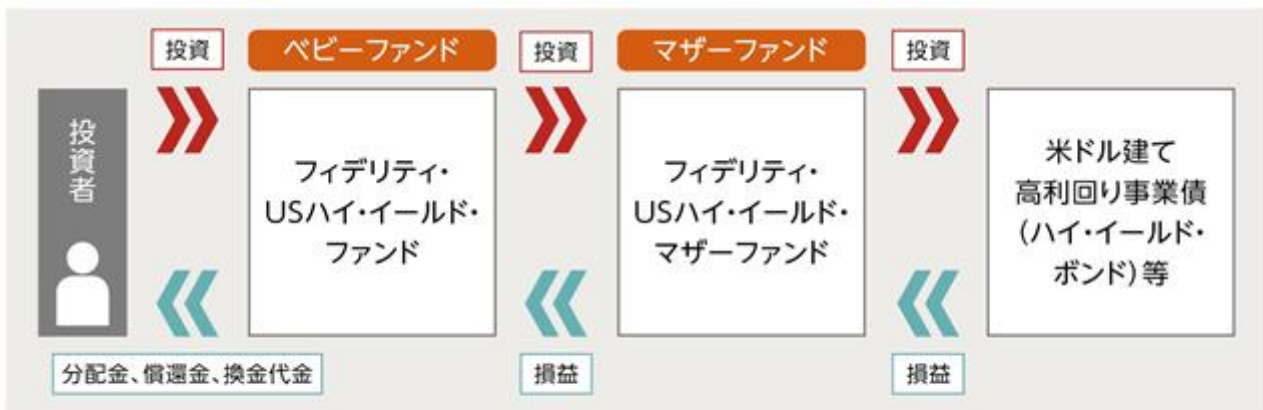 投資
ベビーファンド
投資
マザーファンド
投資
投資者
フィデリティ・
USハイ・イールド・
ファンド
フィデリティ・
USハイ・イールド・
マザーファンド
米ドル建て
高利回り事業債
(ハイ・イールド・
ボンド)等
分配金、償還金、換金代金
損益
損益